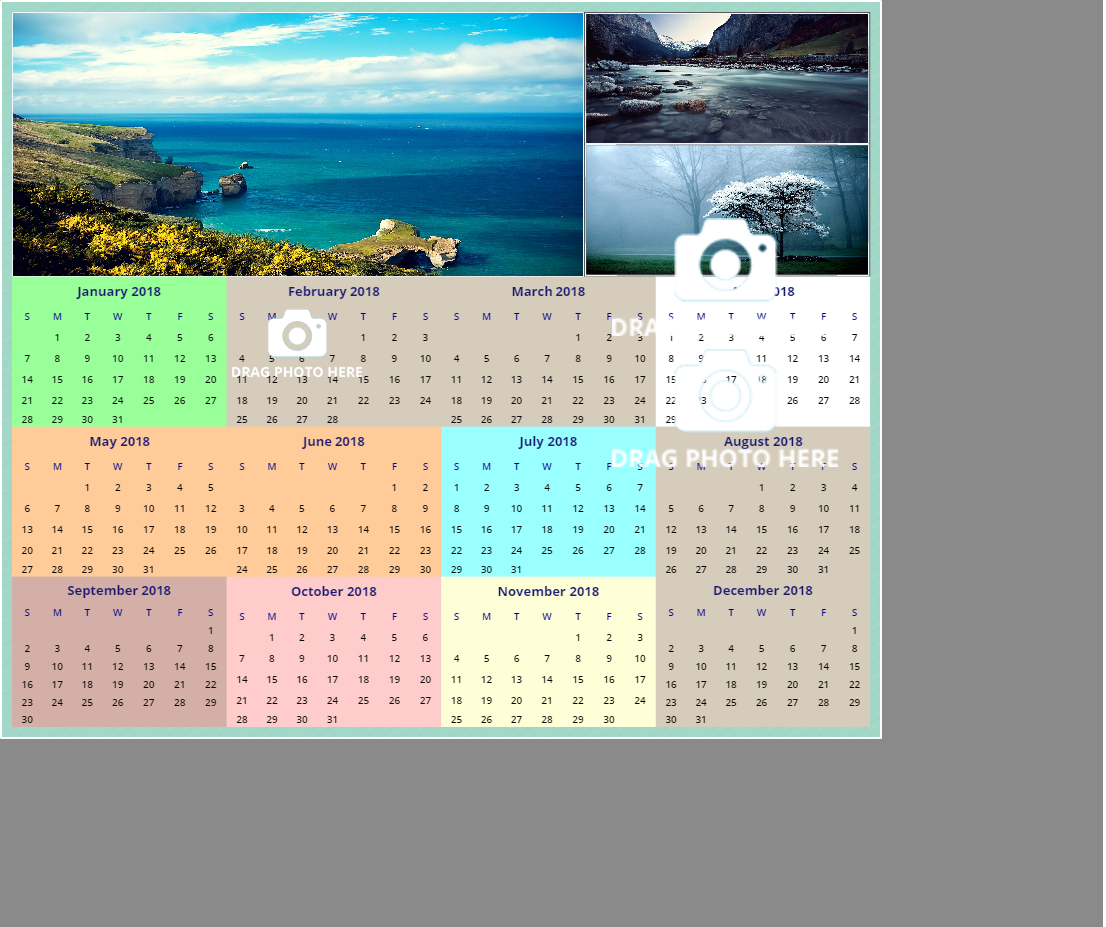 January 2018
S M T W T F S
1 2 3 4 5 6
7 8 9 10 11 12 13
14 15 16 17 18 19 20
21 22 23 24 25 26 27
28 29 30 31
February 2018
S M W T F S
1 2 3
4 5 6 7 8 9 10
DRAG PHOTO HERE
11 12 13 14 15 16 17
18 19 20 21 22 23 24
25 26 27 28
March 2018
S M T W T F S
1 2 3
4 5 6 7 8 9 10
11 12 13 14 15 16 17
18 19 20 21 22 23 24
25 26 27 28 29 30 31
S M T W T F S
1 2 3 4 5 6 7
8 9 11 12 13 14
15 17 18 19 20 21
22 26 27 28
29
May 2018
S M T W T F S
1 2 3 4 5
6 7 8 9 10 11 12
13 14 15 16 17 18 19
20 21 22 23 24 25 26
27 28 29 30 31
June 2018
S M T W T F S
1 2
3 4 5 6 7 8 9
10 11 12 13 14 15 16
17 18 19 20 21 22 23
24 25 26 27 28 29 30
July 2018
S M T W T F S
1 2 3 4 5 6 7
8 9 10 11 12 13 14
15 16 17 18 19 20 21
22 23 24 25 26 27 28
29 30 31
August 2018
DRAG PHOTO HERE
S M T W T F S
1 2 3 4
5 6 7 8 9 10 11
12 13 14 15 16 17 18
19 20 21 22 23 24 25
26 27 28 29 30 31
September 2018
S M T W T F S
1
2 3 4 5 6 7 8
9 10 11 12 13 14 15
16 17 18 19 20 21 22
23 24 25 26 27 28 29
30
October 2018
S M T W T F S
1 2 3 4 5 6
7 8 9 10 11 12 13
14 15 16 17 18 19 20
21 22 23 24 25 26 27
28 29 30 31
November 2018
S M T W T F S
1 2 3
4 5 6 7 8 9 10
11 12 13 14 15 16 17
18 19 20 21 22 23 24
25 26 27 28 29 30
December 2018
S M T W T F S
1
2 3 4 5 6 7 8
9 10 11 12 13 14 15
16 17 18 19 20 21 22
23 24 25 26 27 28 29
30 31